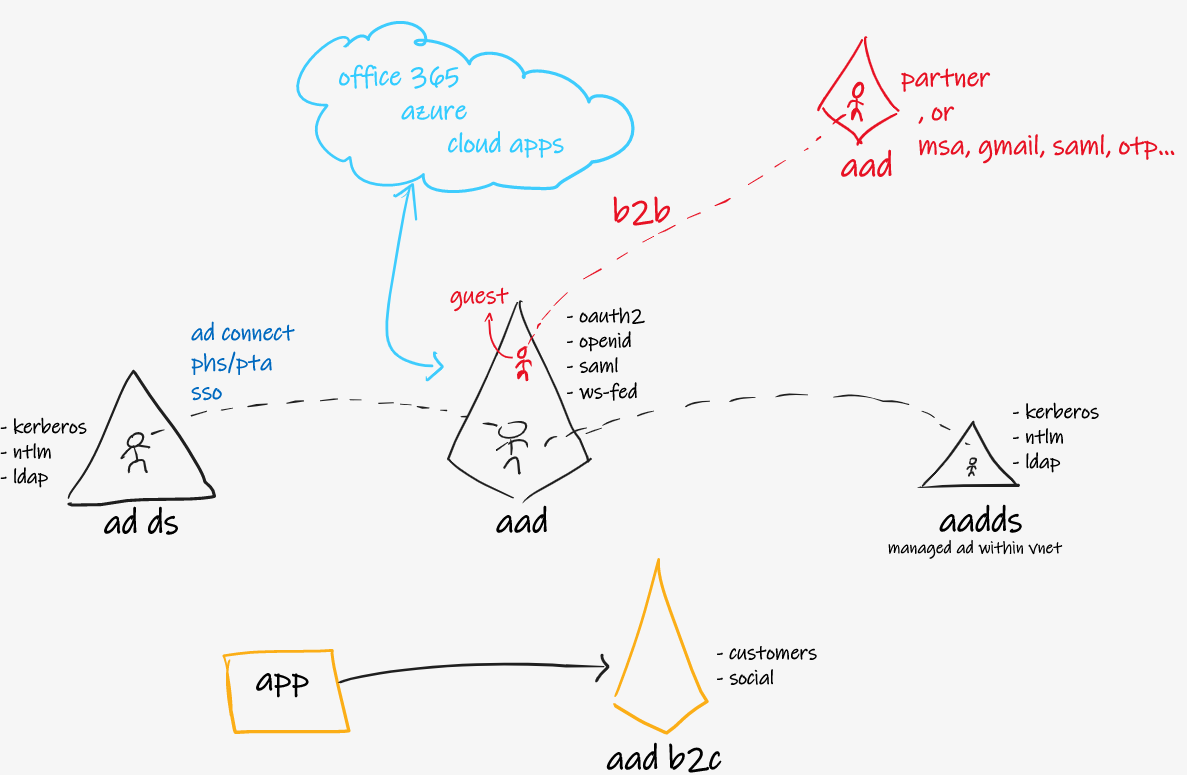 office 365
azure
cloud apps
partner
, or
msa, gmail, saml, otp...
aad
b2b
guest
- oauth2
- openid
- saml
- ws-fed
ad connect
phs/pta
sso
- kerberos
- ntlm
- ldap
ad ds
aad
- kerberos
- ntlm
- ldap
aadds
managed ad within vnet
app
- customers
- social
aad b2c